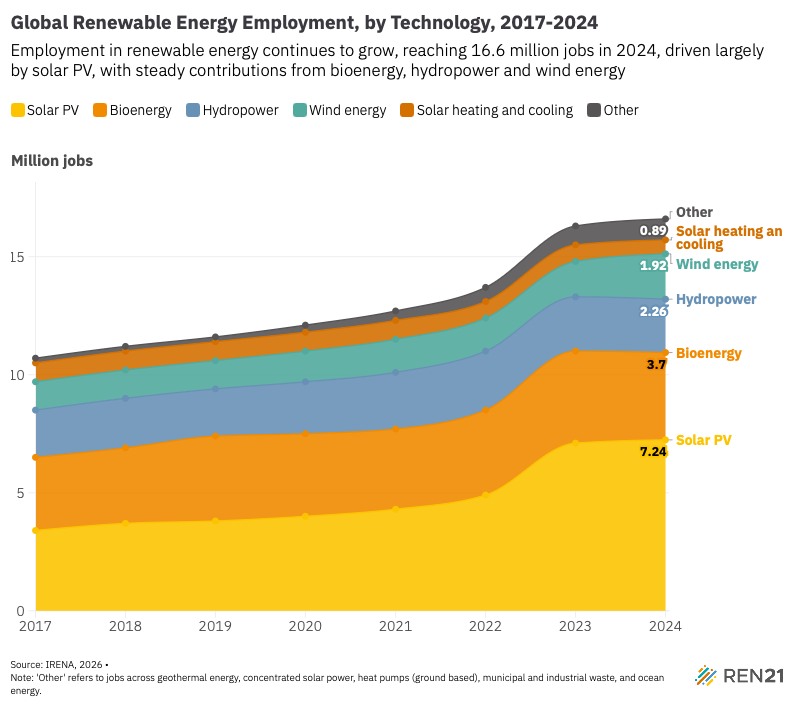 Global Renewable Energy Employment, by Technology, 2017-2024
Employment in renewable energy continues to grow, reaching 16.6 million jobs in 2024, driven largely
by solar PV, with steady contributions from bioenergy, hydropower and wind energy
Solar PV Bioenergy Hydropower Wind energy Solar heating and cooling Other
Million jobs
Other
0.89 Solar heating an
cooling
15
1.92 Wind energy
Hydropower
2.26
Bioenergy
10
3.7
Solar PV
7.24
5
0
2017 2018 2019 2020 2021 2022 2023 2024
Source: IRENA, 2026 •
Note: 'Other' refers to jobs across geothermal energy, concentrated solar power, heat pumps (ground based), municipal and industrial waste, and ocean
energy.
REN21